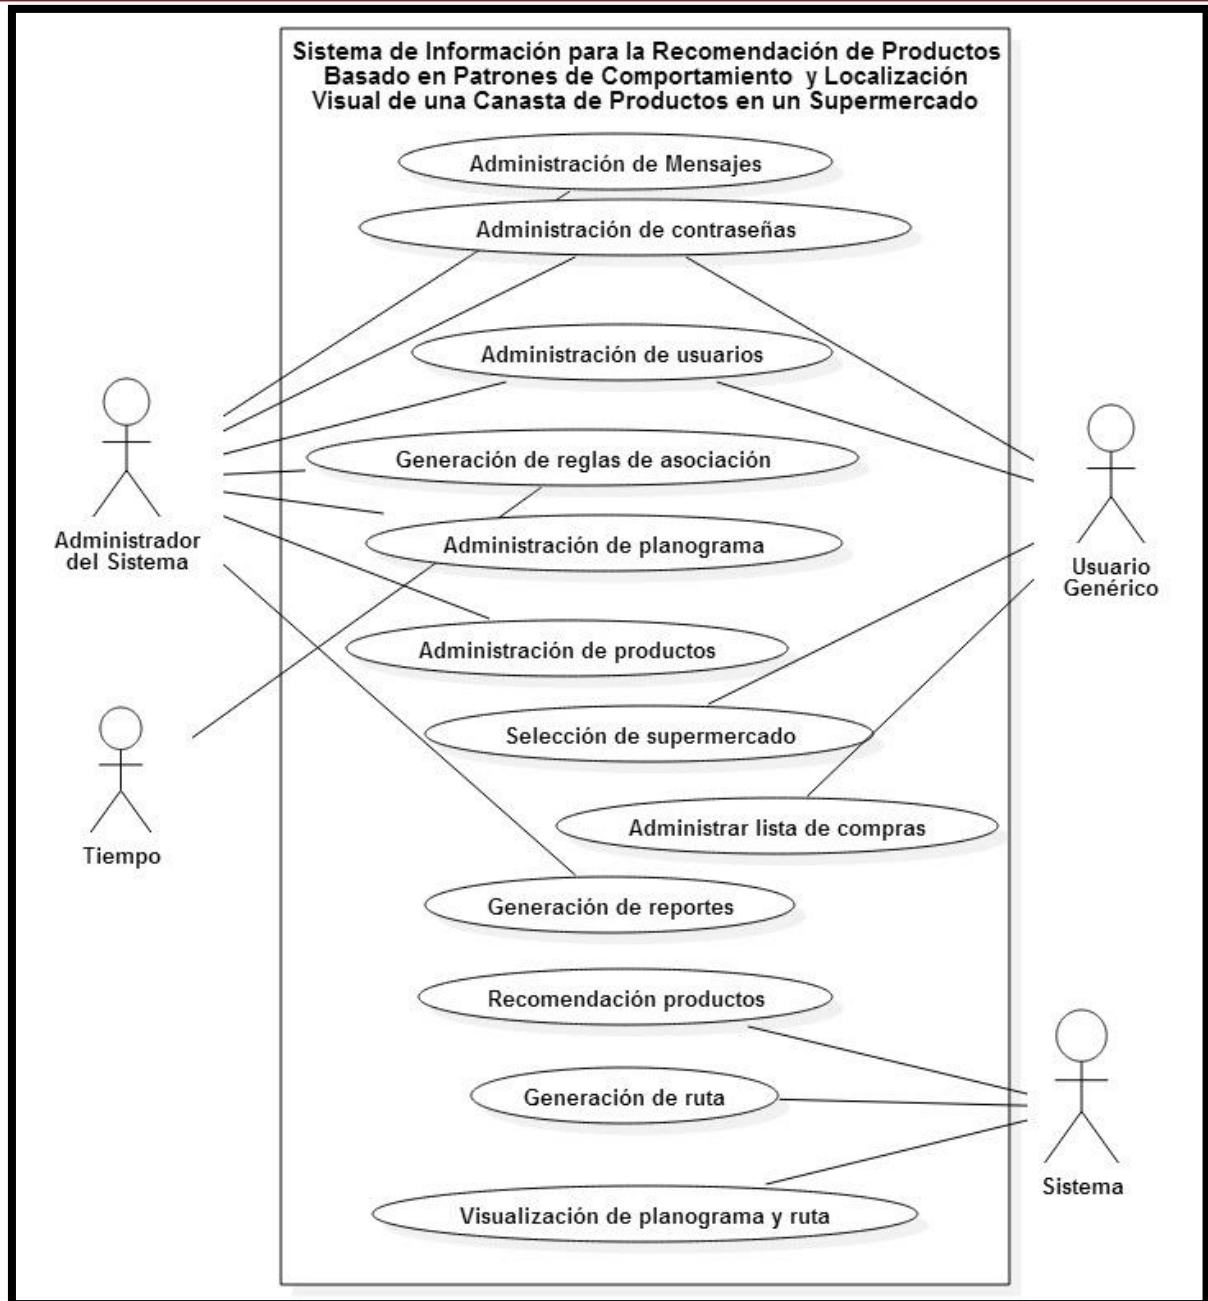 Sistema de Información para la Recomendación de Productos
Basado en Patrones de Comportamiento y Localización
Visual de una Canasta de Productos en un Supermercado
Administración de Mensajes
Administración de contraseñas
Administración de usuarios
Generación de reglas de asociación
Administrador
del Sistema
Administración de planograma
Usuario
Genérico
Administración de productos
Selección de supermercado
Administrar lista de compras
Tiempo
Generación de reportes
Recomendación productos
Generación de ruta
Sistema
Visualización de planograma y ruta